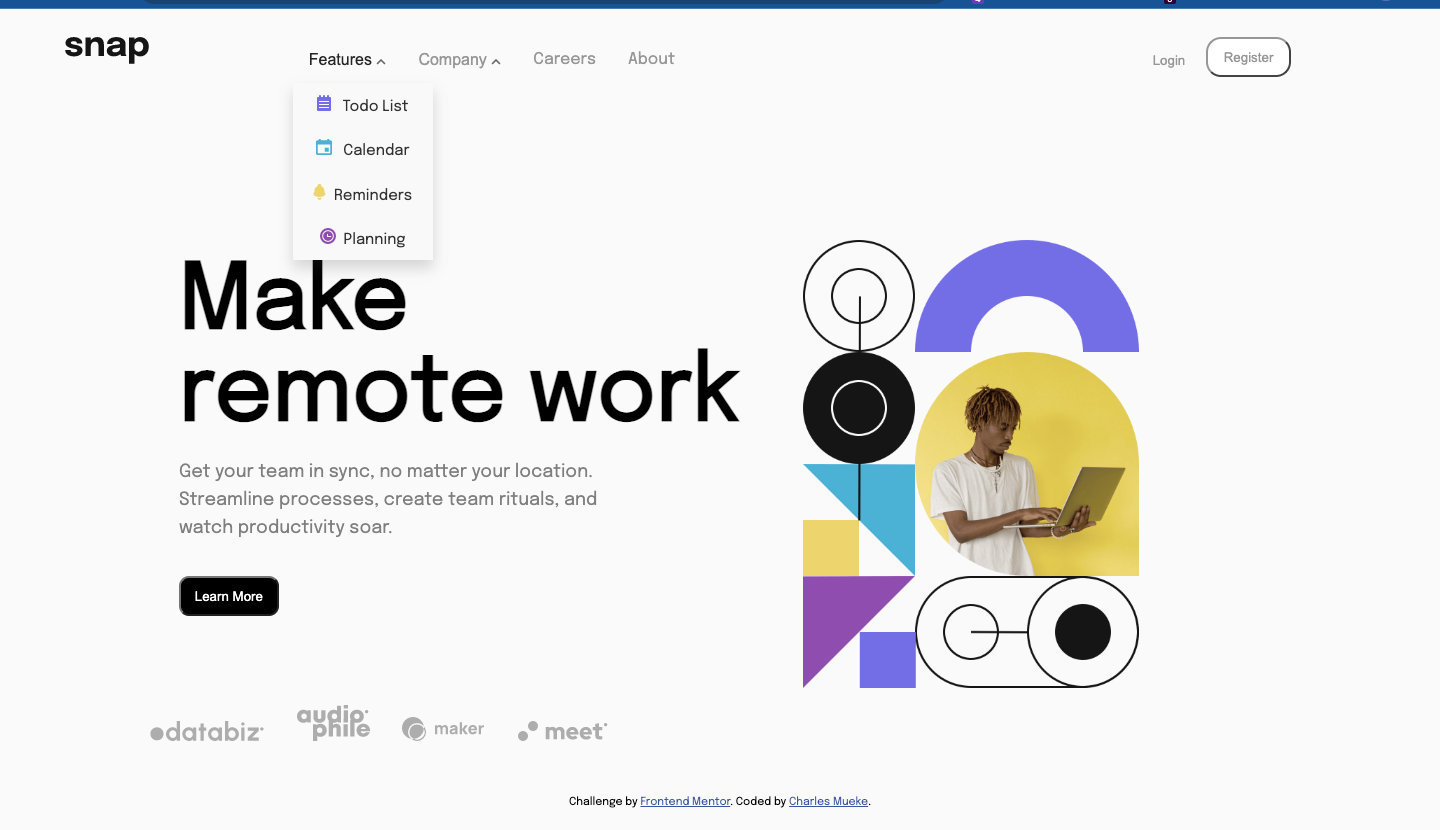 snap
Features Company Careers About
Login Register
Todo List
Calendar
Reminders
Planning
Make
remote work
Get your team in sync, no matter your location.
Streamline processes, create team rituals, and
watch productivity soar.
Learn More
databiz audiophile maker meet
Challenge by Frontend Mentor. Coded by Charles Mueke.